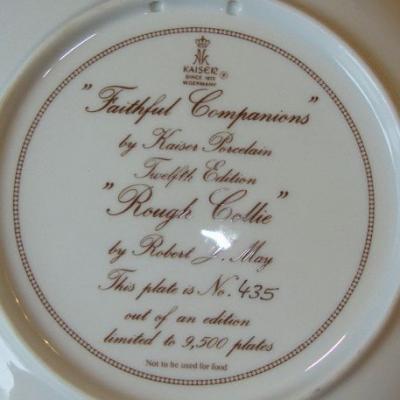 KAISER ®
SINCE 1872
W. GERMANY
"Faithful Companions"
by Kaiser Porcelain
Twelfth Edition
"Rough Collie"
by Robert J. May
This plate is No. 435
out of an edition
limited to 9,500 plates
Not to be used for food